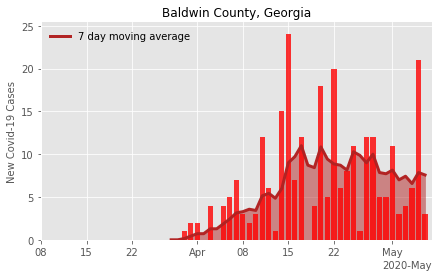 Baldwin County, Georgia
7 day moving average
New Covid-19 Cases
25
20
15
10
5
0
08 15 22 Apr 08 15 22 May
2020-May